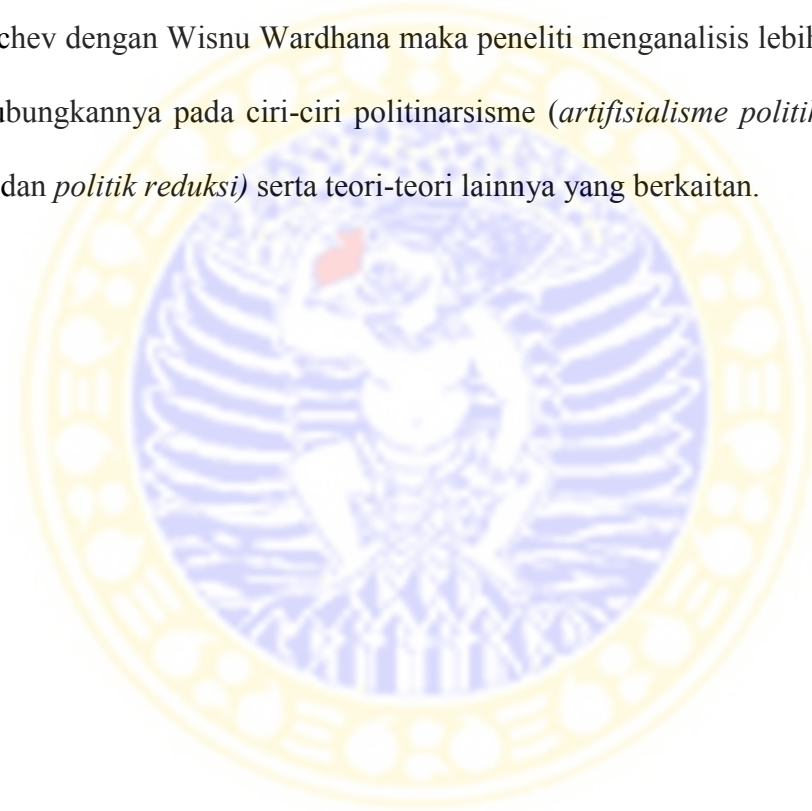 chev dengan Wisnu Wardhana maka peneliti menganalisis lebih
ubungkannya pada ciri-ciri politinarsisme (artifisialisme politik
dan politik reduksi) serta teori-teori lainnya yang berkaitan.